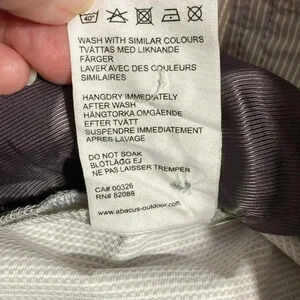 40°
WASH WITH SIMILAR COLOURS
TVÄTTAS MED LIKNANDE
FÄRGER
LAVER AVEC DES COULEURS
SIMILAIRES
HANGDRY IMMEDIATELY
AFTER WASH
HÄNGTORKA OMGÅENDE
EFTER TVÄTT
SUSPENDRE IMMEDIATEMENT
APRES LAVAGE
DO NOT SOAK
BLÖTLÄGG EJ
NE PAS LAISSER TREMPER
CA# 00326
RN# 82088
www.abacus-outdoor.com